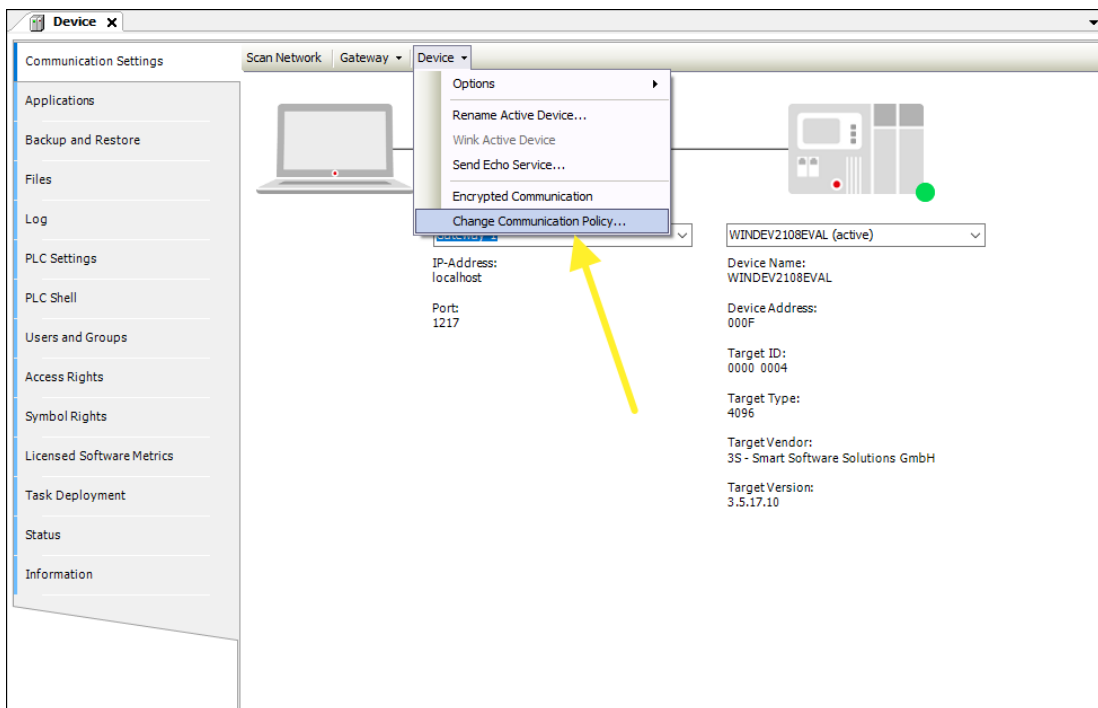 Device
Communication Settings
Applications
Backup and Restore
Files
Log
PLC Settings
PLC Shell
Users and Groups
Access Rights
Symbol Rights
Licensed Software Metrics
Task Deployment
Status
Information
Scan Network Gateway Device
Options
Rename Active Device...
Wink Active Device
Send Echo Service...
Encrypted Communication
Change Communication Policy...
IP-Address:
localhost
Port:
1217
WINDEV2108EVAL (active)
Device Name:
WINDEV2108EVAL
Device Address:
000F
Target ID:
0000 0004
Target Type:
4096
Target Vendor:
3S - Smart Software Solutions GmbH
Target Version:
3.5.17.10